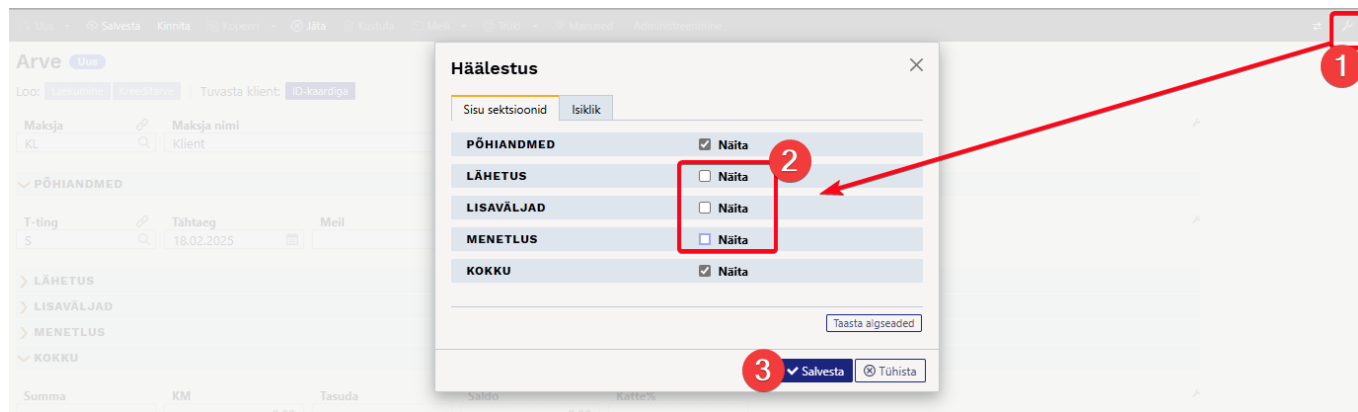 Uus Salvesta Kinnita Kopeeri Jäta Kustuta Meil Trüki Manused
1
Arve Uus
Loo: Laekumine Kreeditarve Tuvasta klient: ID-kaardiga
Maksja Maksja nimi
KL Klient
PÕHIANDMED
T-ting Tähtaeg Meil
S 18.02.2025
LÄHETUS
LISAVÄLJAD
MENETLUS
KOKKU
Summa KM Tasuda Saldo Katte%
Häälestus
Sisu sektsioonid Isiklik
PÕHIANDMED Näita
2
LÄHETUS Näita
LISAVÄLJAD Näita
MENETLUS Näita
KOKKU Näita
Taasta algseaded
3 Salvesta Tühista